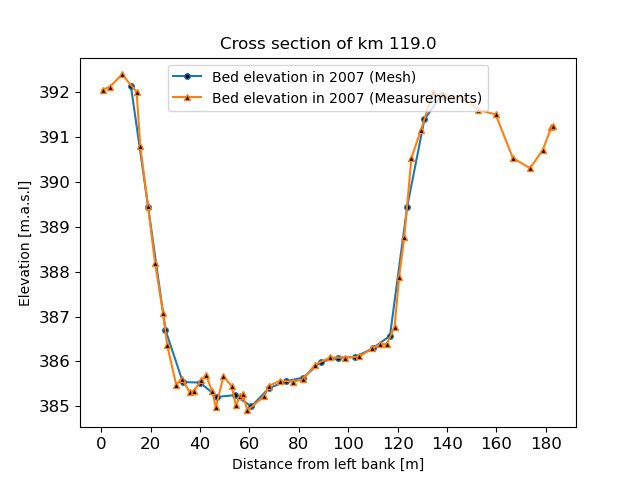 Cross section of km 119.0
Bed elevation in 2007 (Mesh)
Bed elevation in 2007 (Measurements)
Elevation [m.a.s.l]
392
391
390
389
388
387
386
385
0 20 40 60 80 100 120 140 160 180
Distance from left bank [m]